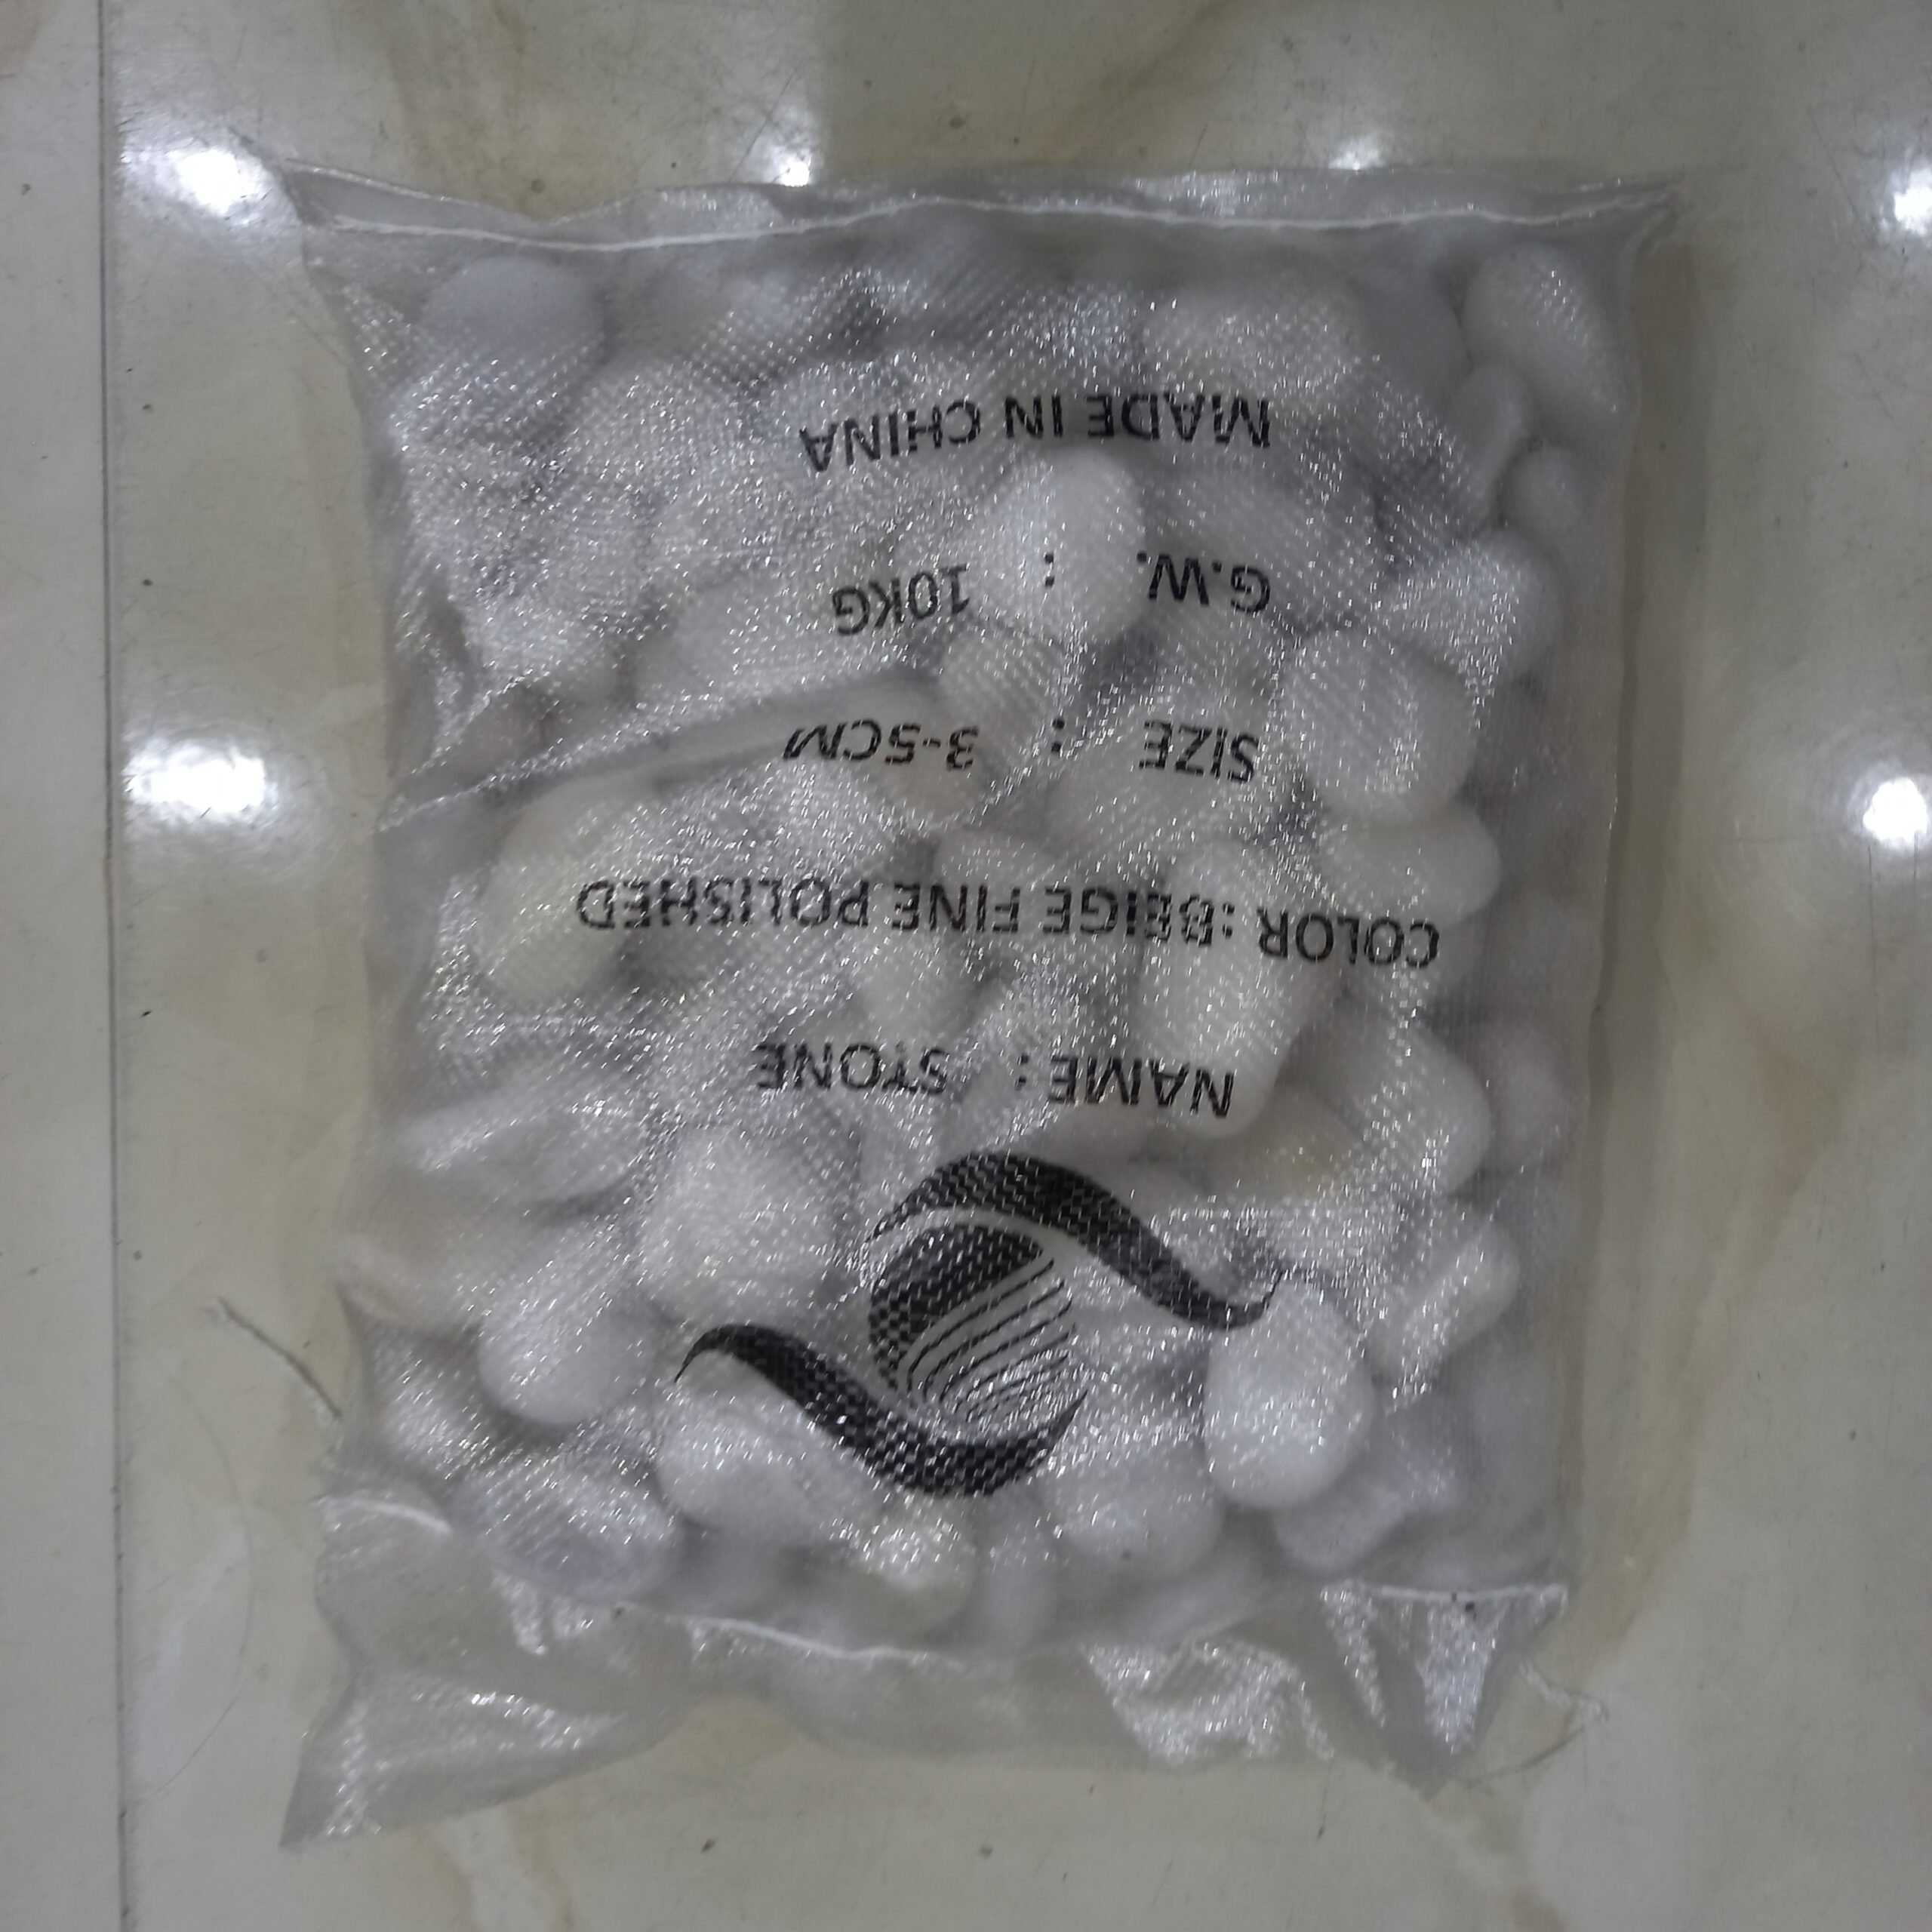 NAME : STONE
COLOR : BEIGE FINE POLISHED
SIZE : 3-5CM
G.W. : 10KG
MADE IN CHINA